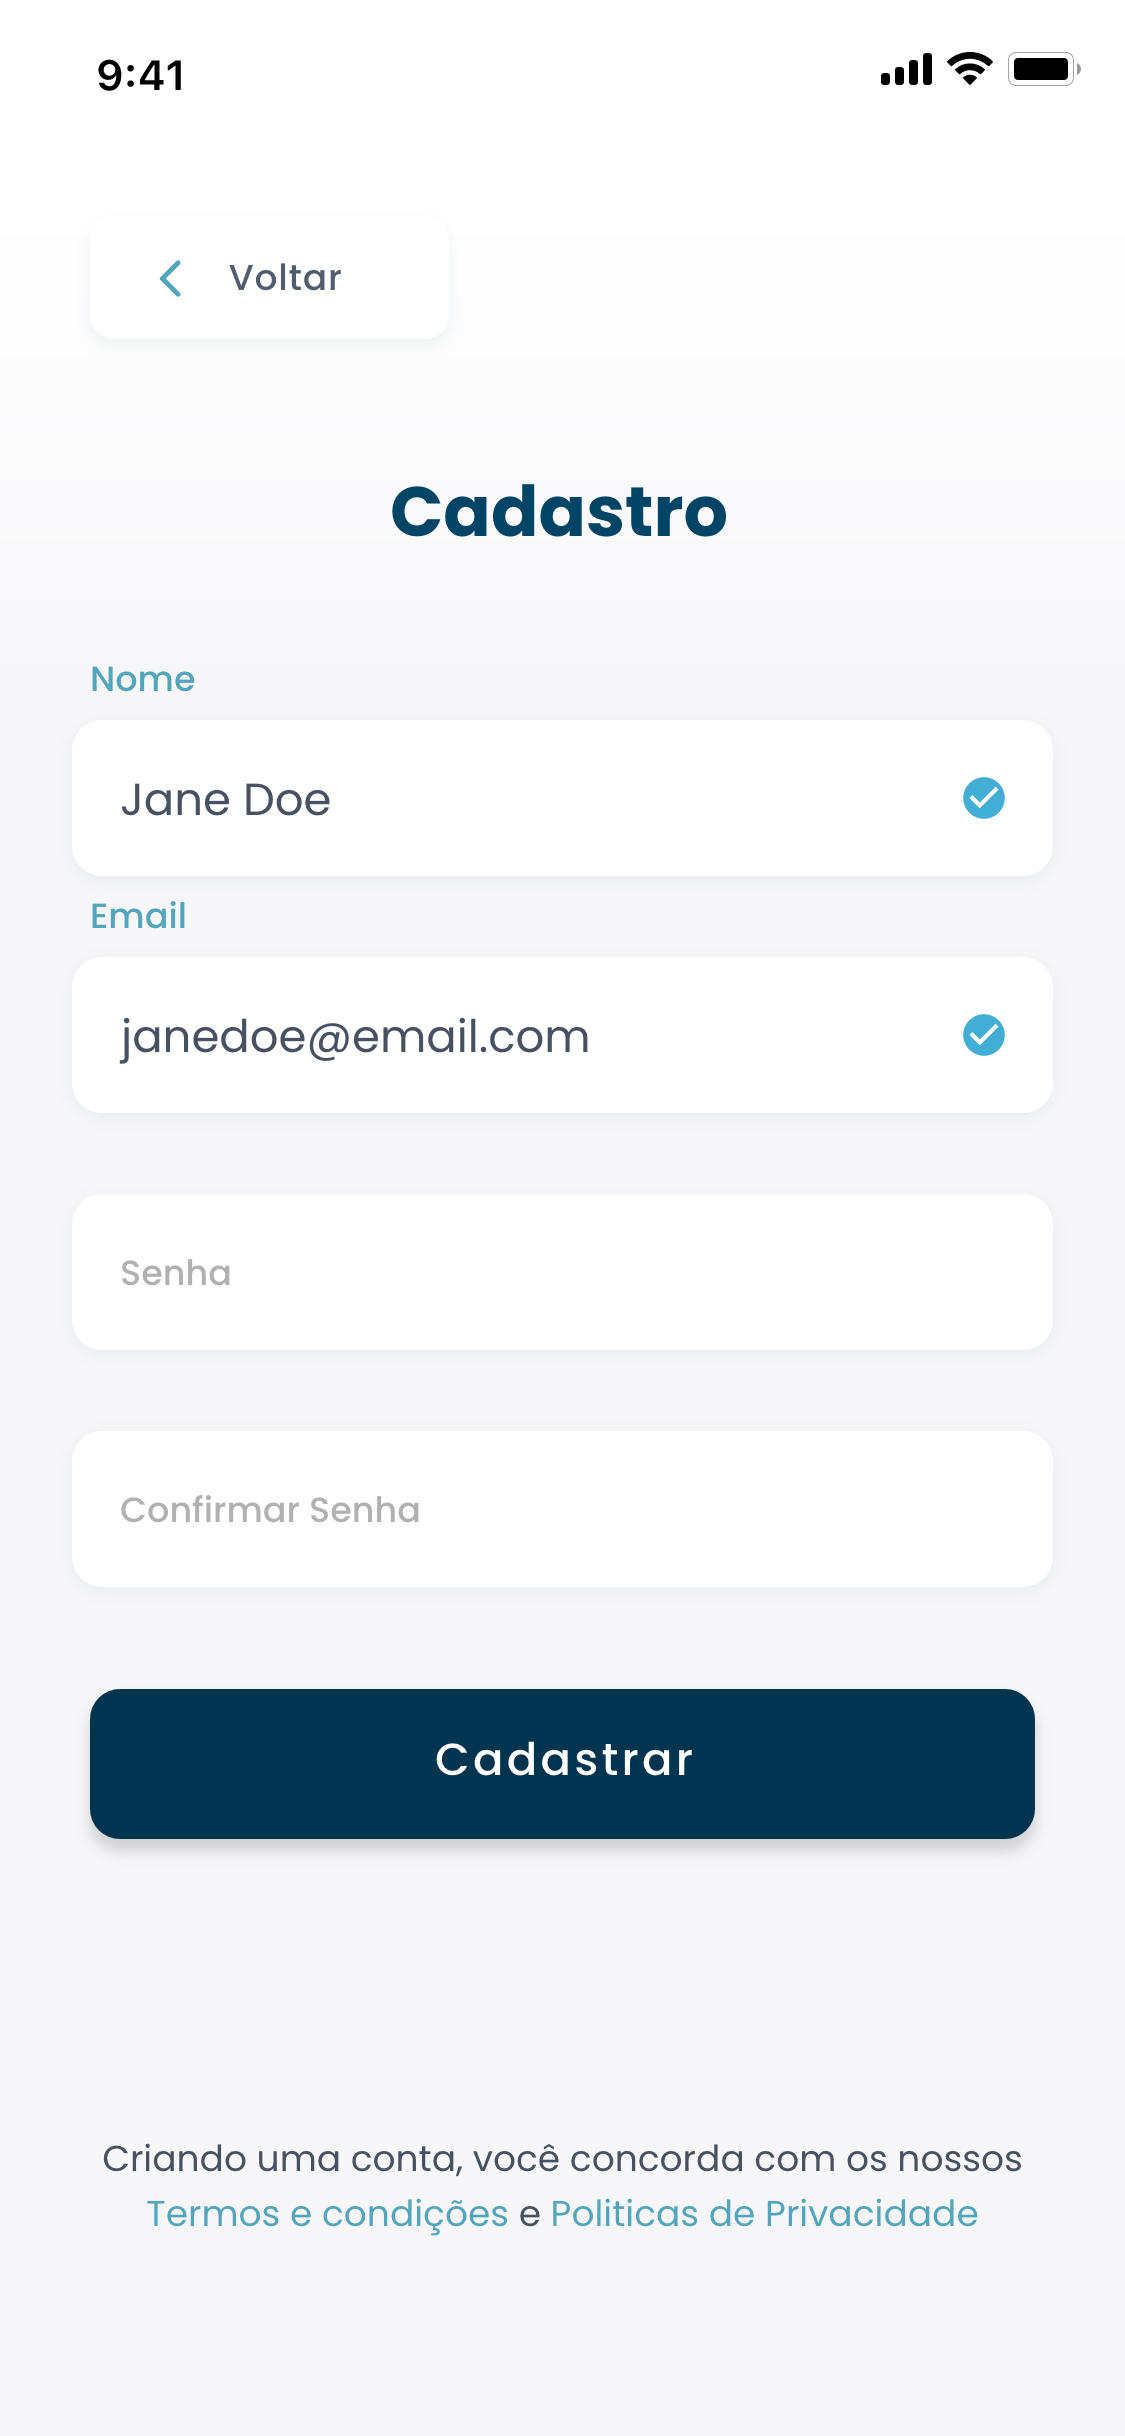 9:41
Voltar
Cadastro
Nome
Jane Doe
Email
janedoe@email.com
Senha
Confirmar Senha
Cadastrar
Criando uma conta, você concorda com os nossos
Termos e condições e Politicas de Privacidade